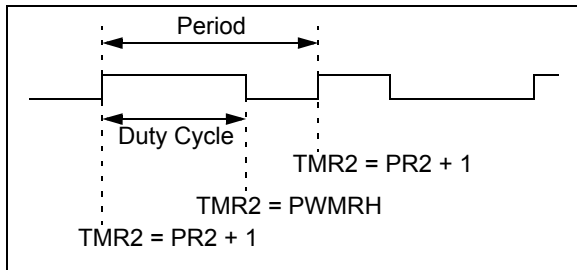 Period
Duty Cycle
TMR2 = PR2 + 1
TMR2 = PWMRH
TMR2 = PR2 + 1